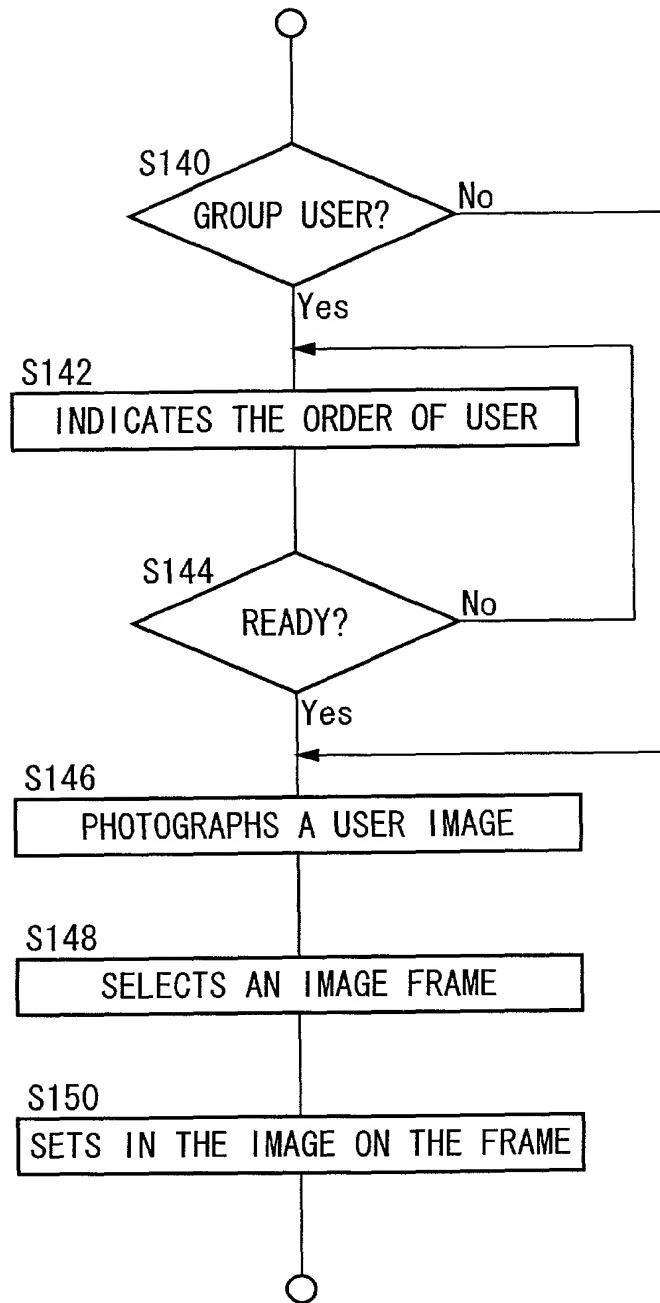 S140
GROUP USER?
No
Yes
S142
INDICATES THE ORDER OF USER
S144
READY?
No
Yes
S146
PHOTOGRAPHS A USER IMAGE
S148
SELECTS AN IMAGE FRAME
S150
SETS IN THE IMAGE ON THE FRAME